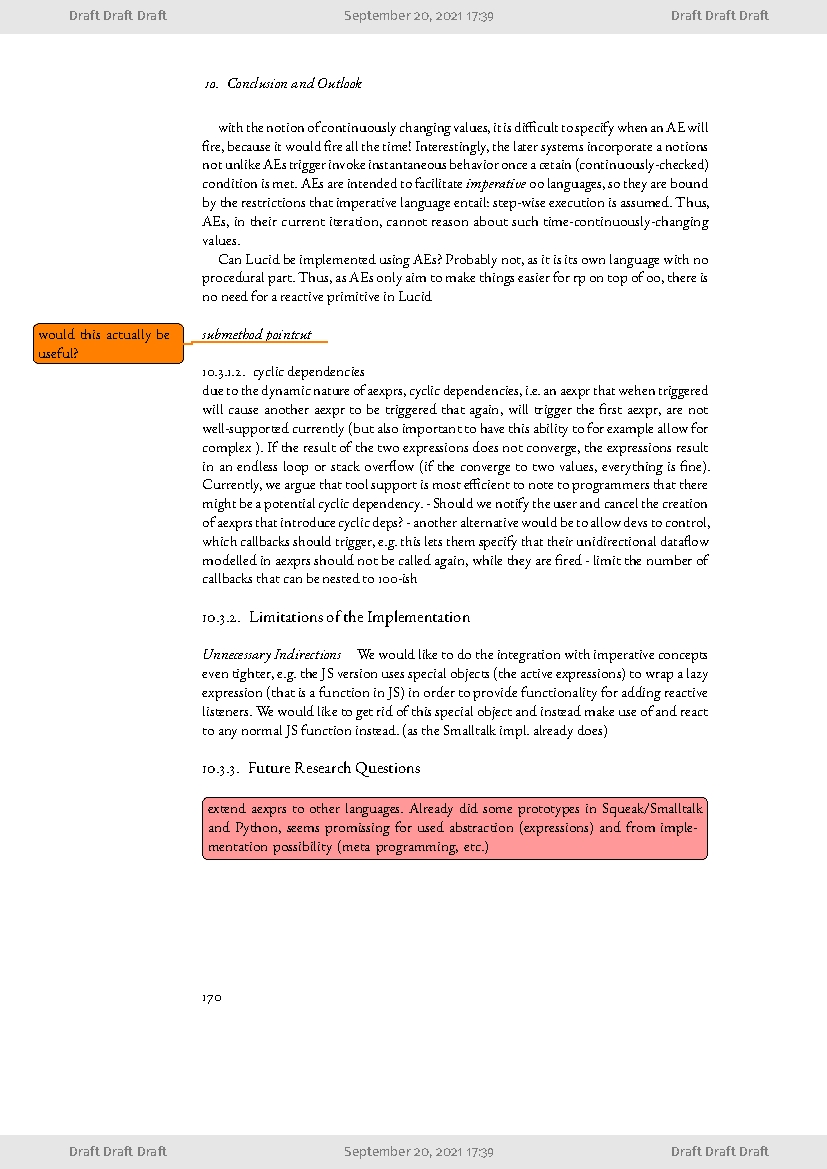 Draft Draft Draft September 20, 2021 17:39 Draft Draft Draft
10. Conclusion and Outlook
with the notion of continuously changing values, it is difficult to specify when an AE will
fire, because it would fire all the time! Interestingly, the later systems incorporate a notions
not unlike AEs trigger invoke instantaneous behavior once a cetain (continuously-checked)
condition is met. AEs are intended to facilitate imperative oo languages, so they are bound
by the restrictions that imperative language entail: step-wise execution is assumed. Thus,
AEs, in their current iteration, cannot reason about such time-continuously-changing
values.
Can Lucid be implemented using AEs? Probably not, as it is its own language with no
procedural part. Thus, as AEs only aim to make things easier for rp on top of oo, there is
no need for a reactive primitive in Lucid
would this actually be
useful?
submethod pointcut
10.3.1.2. cyclic dependencies
due to the dynamic nature of aexprs, cyclic dependencies, i.e. an aexpr that wehen triggered
will cause another aexpr to be triggered that again, will trigger the first aexpr, are not
well-supported currently (but also important to have this ability to for example allow for
complex ). If the result of the two expressions does not converge, the expressions result
in an endless loop or stack overflow (if the converge to two values, everything is fine).
Currently, we argue that tool support is most efficient to note to programmers that there
might be a potential cyclic dependency. - Should we notify the user and cancel the creation
of aexprs that introduce cyclic deps? - another alternative would be to allow devs to control,
which callbacks should trigger, e.g. this lets them specify that their unidirectional dataflow
modelled in aexprs should not be called again, while they are fired - limit the number of
callbacks that can be nested to 100-ish
10.3.2. Limitations of the Implementation
Unnecessary Indirections We would like to do the integration with imperative concepts
even tighter, e.g. the JS version uses special objects (the active expressions) to wrap a lazy
expression (that is a function in JS) in order to provide functionality for adding reactive
listeners. We would like to get rid of this special object and instead make use of and react
to any normal JS function instead. (as the Smalltalk impl. already does)
10.3.3. Future Research Questions
extend aexprs to other languages. Already did some prototypes in Squeak/Smalltalk
and Python, seems promissing for used abstraction (expressions) and from imple-
mentation possibility (meta programming, etc.)
170
Draft Draft Draft September 20, 2021 17:39 Draft Draft Draft